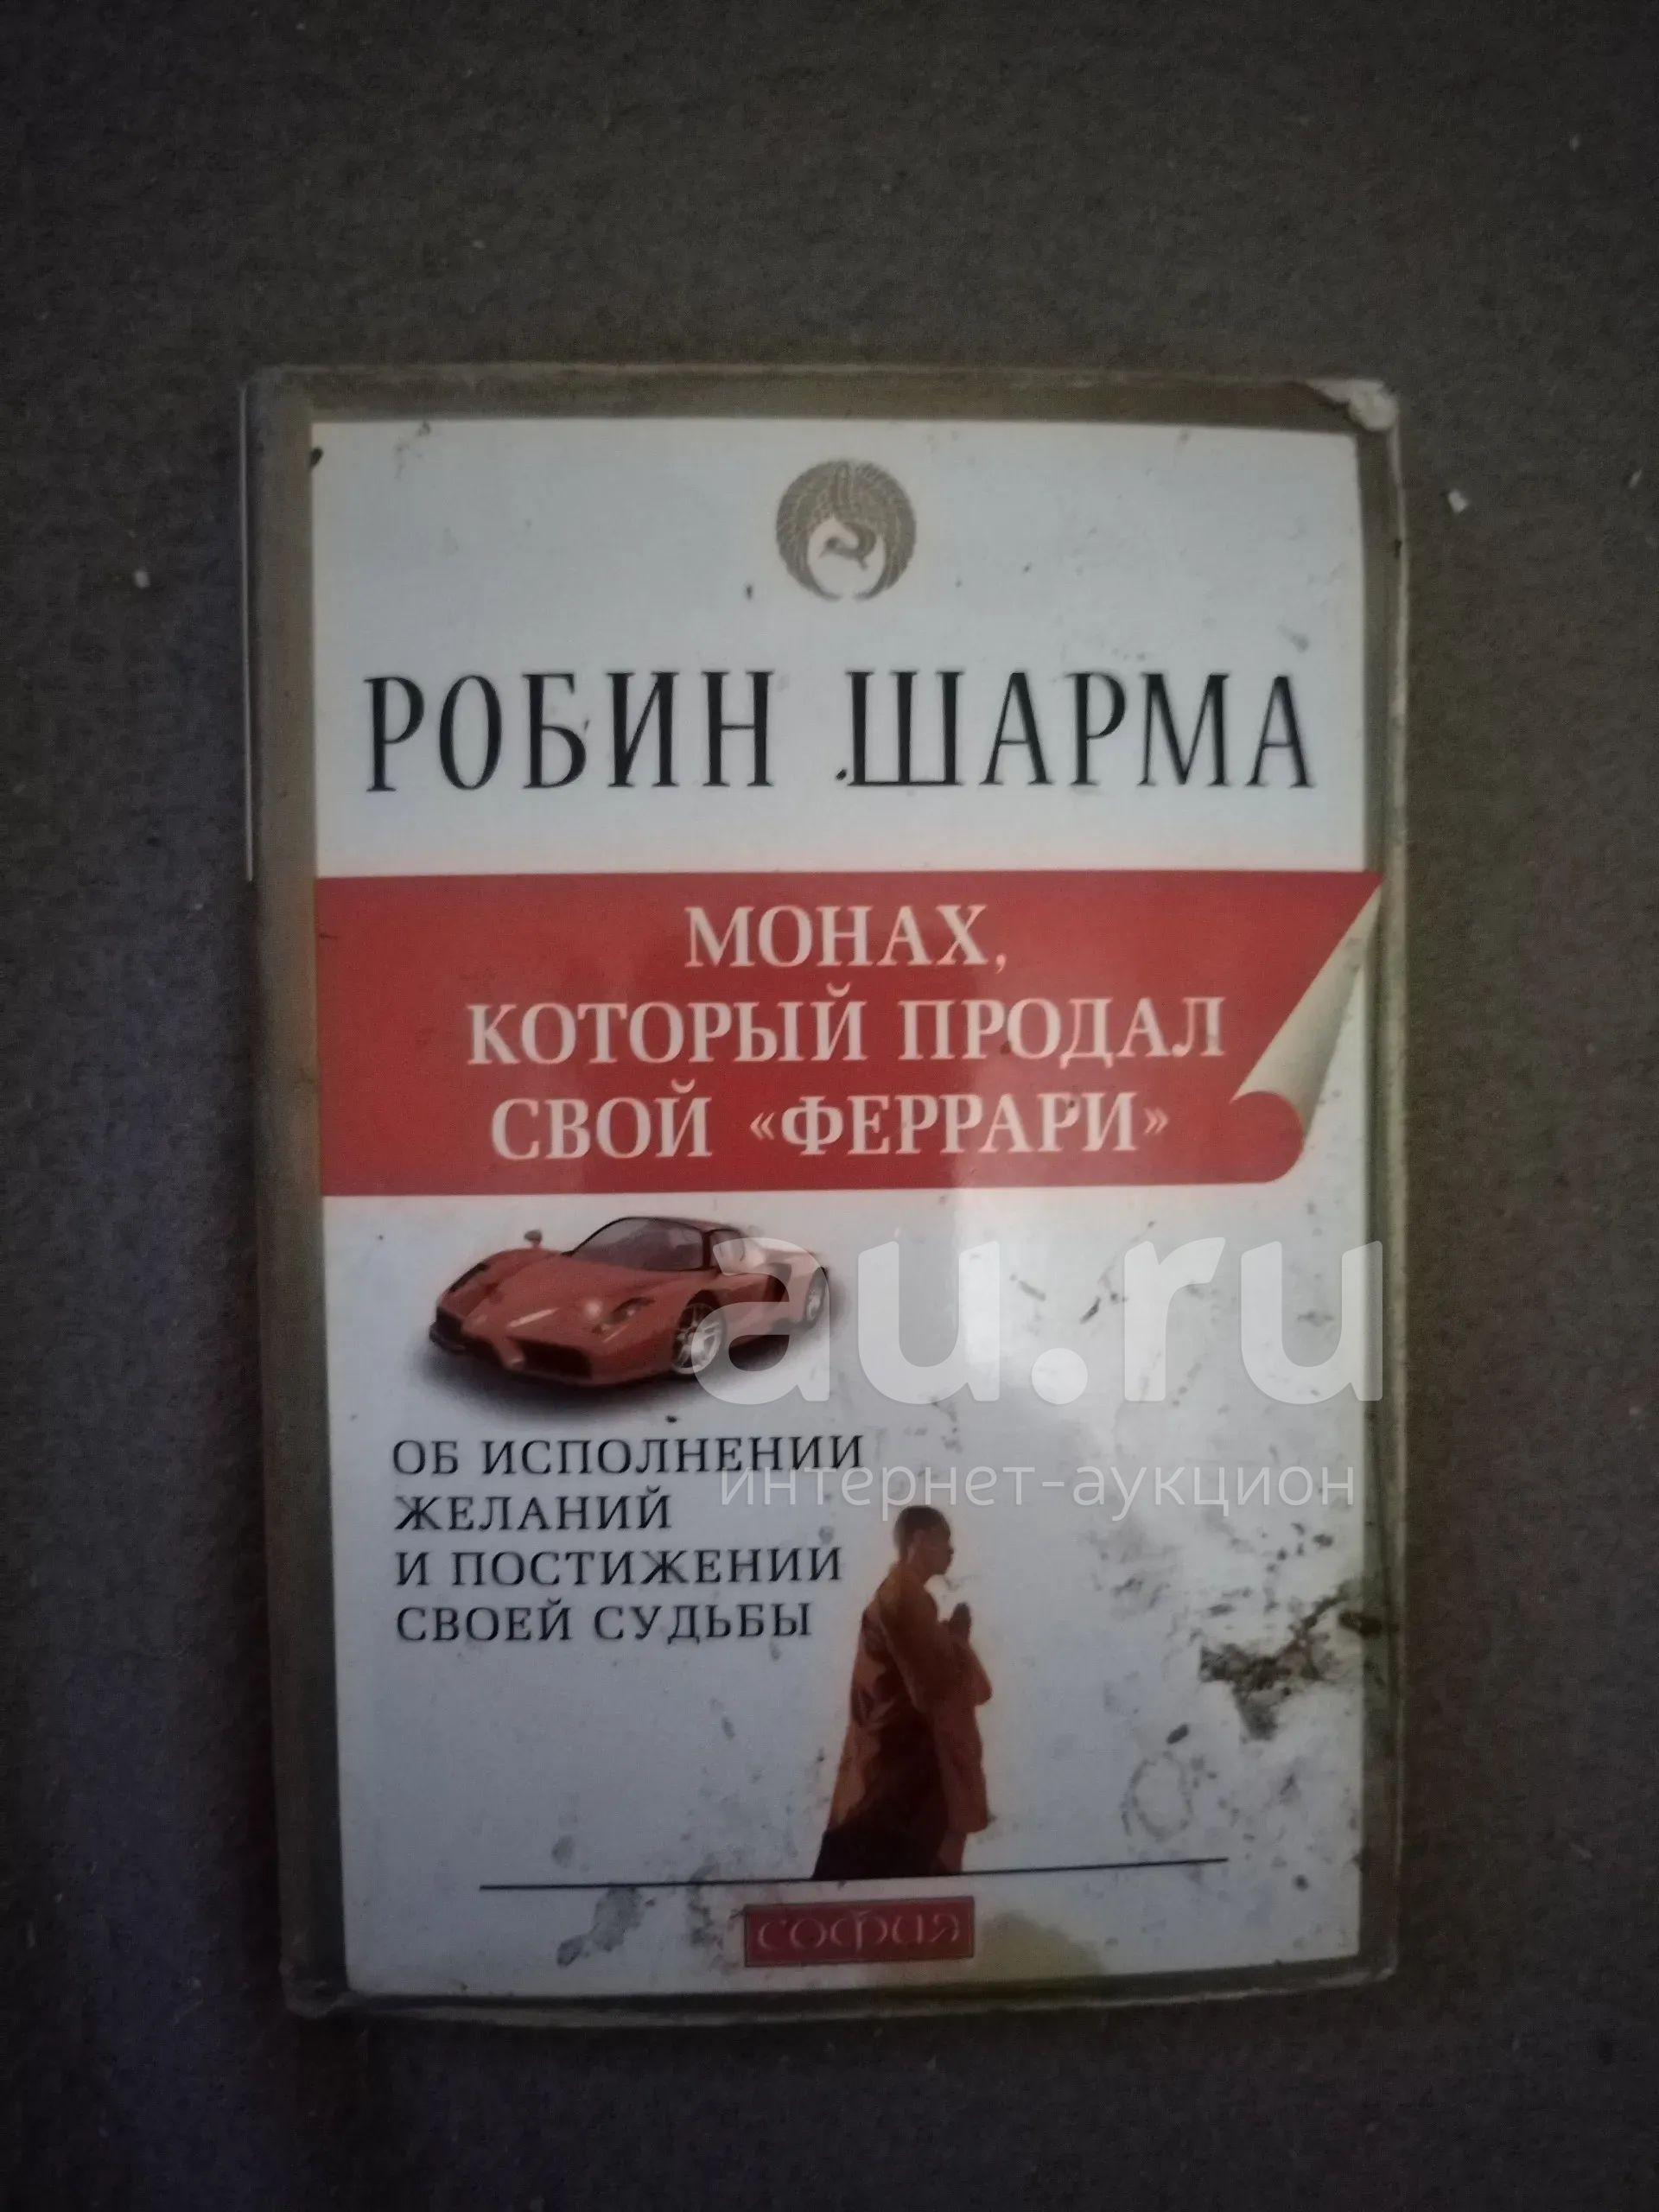 РОБИН ШАРМА
МОНАХ,
КОТОРЫЙ ПРОДАЛ
СВОЙ «ФЕРРАРИ»
au.ru
интернет-аукцион
ОБ ИСПОЛНЕНИИ
ЖЕЛАНИЙ
И ПОСТИЖЕНИИ
СВОЕЙ СУДЬБЫ
софия